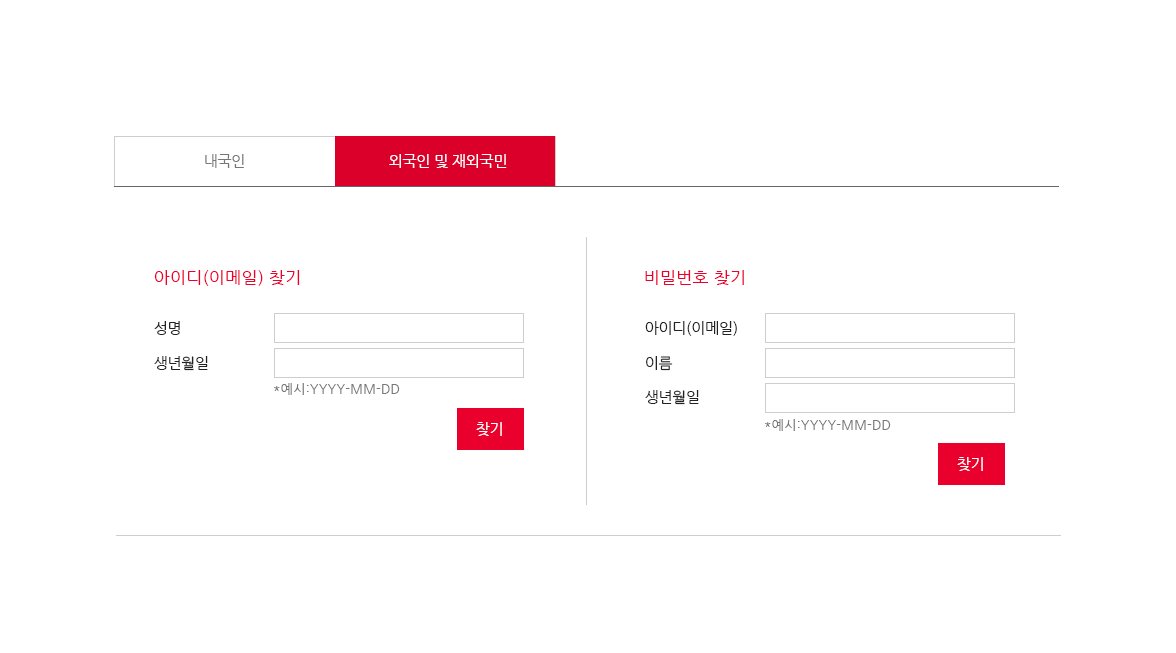 내국인
외국인 및 재외국민
아이디(이메일) 찾기
성명
생년월일
*예시:YYYY-MM-DD
찾기
비밀번호 찾기
아이디(이메일)
이름
생년월일
*예시:YYYY-MM-DD
찾기